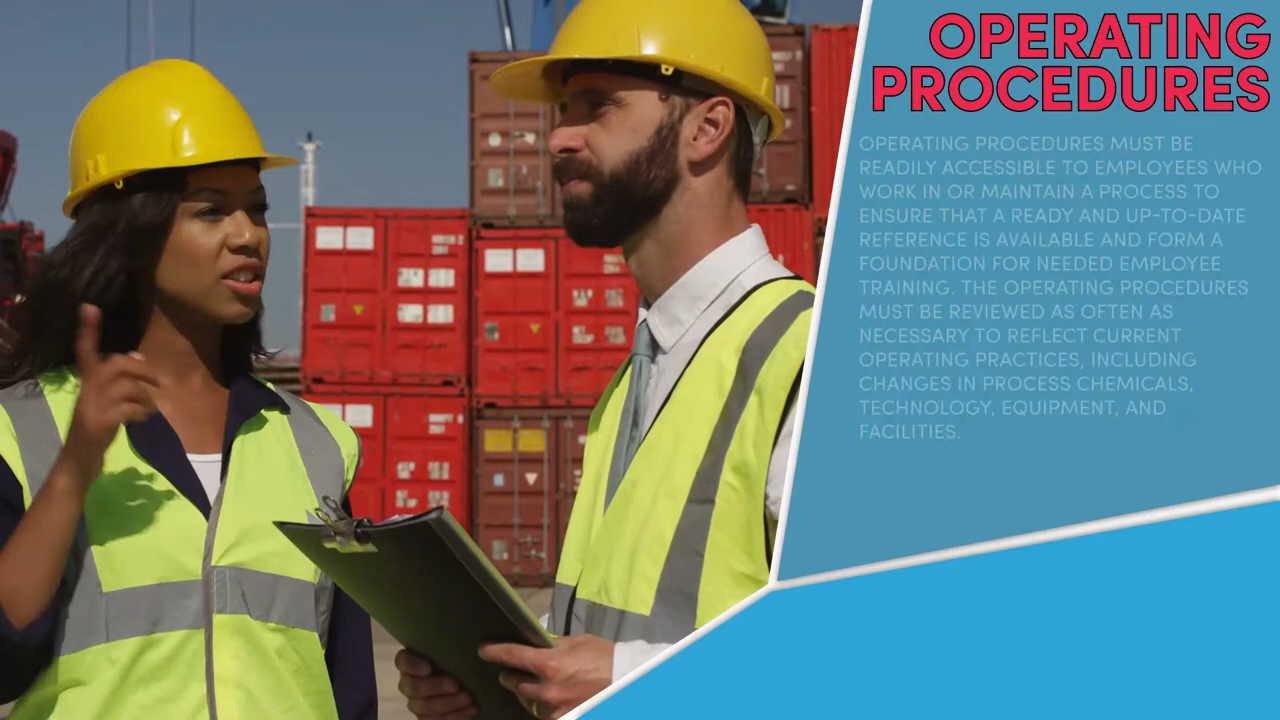 OPERATING
PROCEDURES
OPERATING PROCEDURES MUST BE
READILY ACCESSIBLE TO EMPLOYEES WHO
WORK IN OR MAINTAIN A PROCESS TO
ENSURE THAT A READY AND UP-TO-DATE
REFERENCE IS AVAILABLE AND FORM A
FOUNDATION FOR NEEDED EMPLOYEE
TRAINING. THE OPERATING PROCEDURES
MUST BE REVIEWED AS OFTEN AS
NECESSARY TO REFLECT CURRENT
OPERATING PRACTICES, INCLUDING
CHANGES IN PROCESS CHEMICALS,
TECHNOLOGY, EQUIPMENT, AND
FACILITIES.